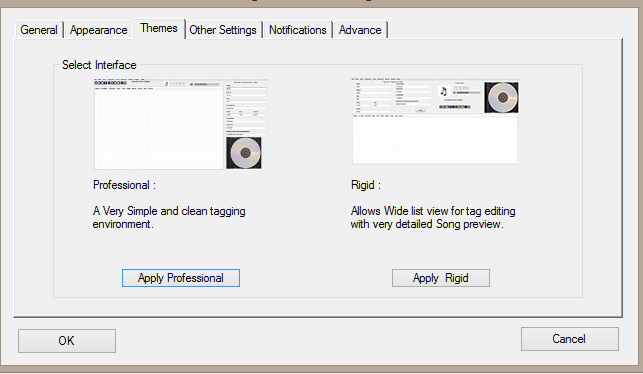 General Appearance Themes Other Settings Notifications Advance
Select Interface
Professional :
A Very Simple and clean tagging
environment.
Apply Professional
Rigid :
Allows Wide list view for tag editing
with very detailed Song preview.
Apply Rigid
OK
Cancel